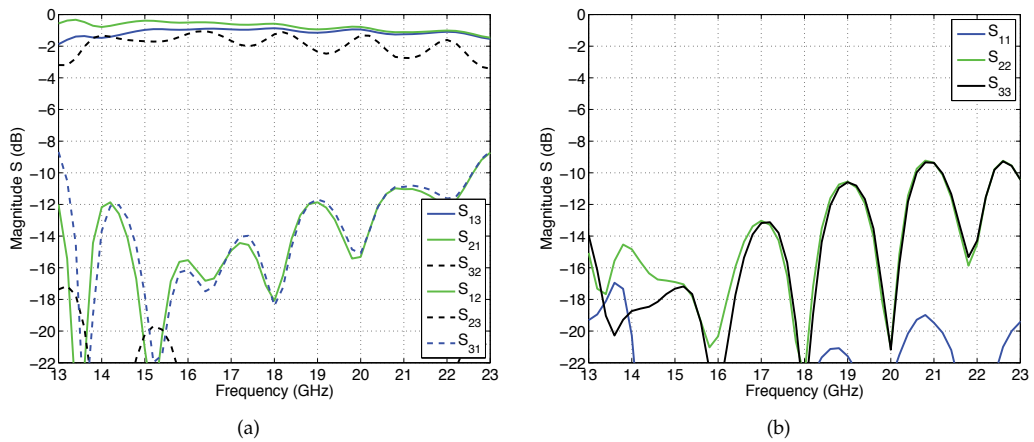 0
−2
−4
−6
−8
−10
−12
−14
−16
−18
−20
−22
Magnitude S (dB)
13 14 15 16 17 18 19 20 21 22 23
Frequency (GHz)
S13
S21
S32
S12
S23
S31
(a)
0
−2
−4
−6
−8
−10
−12
−14
−16
−18
−20
−22
Magnitude S (dB)
13 14 15 16 17 18 19 20 21 22 23
Frequency (GHz)
S11
S22
S33
(b)